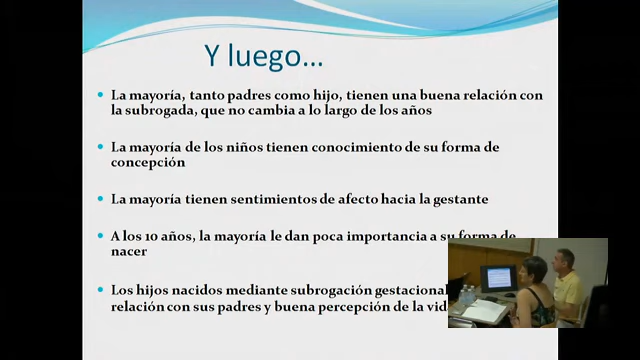 Y luego...
La mayoría, tanto padres como hijo, tienen una buena relación con
la subrogada, que no cambia a lo largo de los años
La mayoría de los niños tienen conocimiento de su forma de
concepción
La mayoría tienen sentimientos de afecto hacia la gestante
A los 10 años, la mayoría le dan poca importancia a su forma de
nacer
Los hijos nacidos mediante subrogación gestacional
relación con sus padres y buena percepción de la